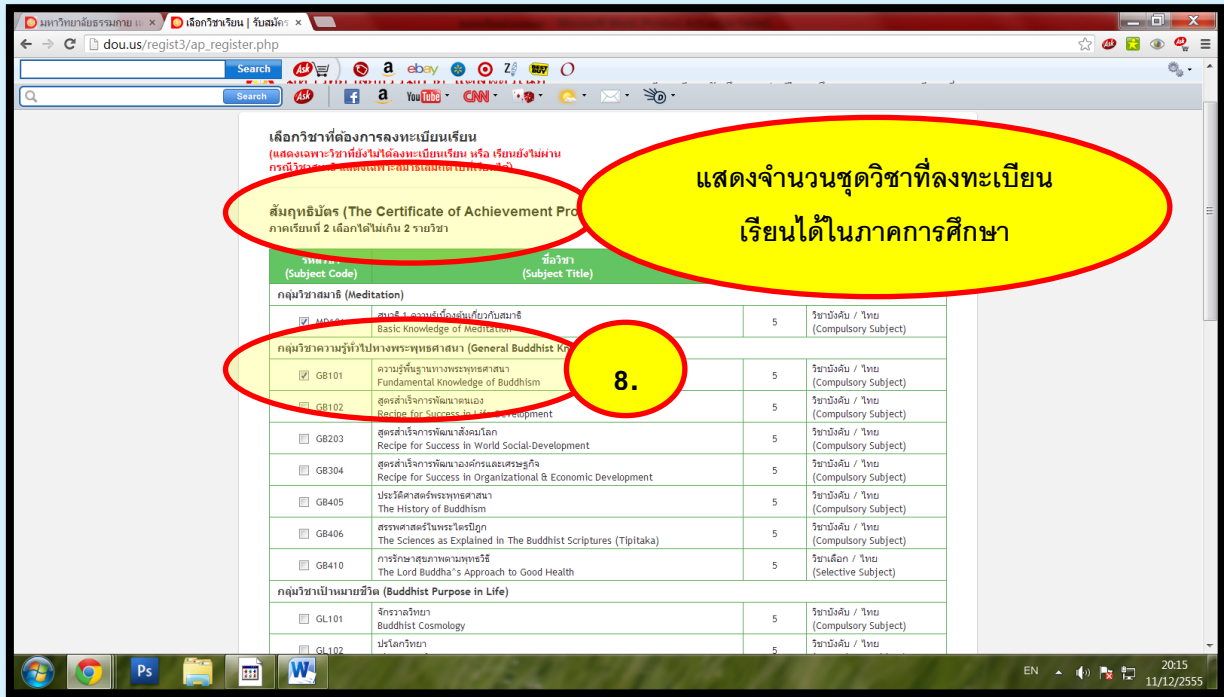 มหาวิทยาลัยธรรมกาย
เลือกวิชาเรียน | รับสมัคร
dou.us/regist3/ap_register.php
Search Ask a ebay BEST BUY
Search Ask f a YouTube CNN
เลือกวิชาที่ต้องการลงทะเบียนเรียน
(แสดงเฉพาะวิชาที่ยังไม่ได้ลงทะเบียนเรียน หรือ เรียนยังไม่ผ่าน
แสดงจำนวนชุดวิชาที่ลงทะเบียน
เรียนได้ในภาคการศึกษา
สัมฤทธิบัตร (The Certificate of Achievement
ภาคเรียนที่ 2 เลือกได้ไม่เกิน 2 รายวิชา
ชื่อวิชา
(Subject Code) (Subject Title)
กลุ่มวิชาสมาธิ (Meditation)
สมาธิ 1 ความรู้เบื้องต้นเกี่ยวกับสมาธิ
Basic Knowledge of Meditation 5 วิชาบังคับ / ไทย
(Compulsory Subject)
กลุ่มวิชาความรู้ทั่วไปทางพระพุทธศาสนา (General Buddhist
8.
GB101 ความรู้พื้นฐานทางพระพุทธศาสนา
Fundamental Knowledge of Buddhism 5 วิชาบังคับ / ไทย
(Compulsory Subject)
GB102 สูตรสำเร็จการพัฒนาตนเอง
Recipe for Success in Life Development 5 วิชาบังคับ / ไทย
(Compulsory Subject)
GB203 สูตรสำเร็จการพัฒนาสังคมโลก
Recipe for Success in World Social-Development 5 วิชาบังคับ / ไทย
(Compulsory Subject)
GB304 สูตรสำเร็จการพัฒนาองค์กรและเศรษฐกิจ
Recipe for Success in Organizational & Economic Development 5 วิชาบังคับ / ไทย
(Compulsory Subject)
GB405 ประวัติศาสตร์พระพุทธศาสนา
The History of Buddhism 5 วิชาบังคับ / ไทย
(Compulsory Subject)
GB406 สรรพศาสตร์ในพระไตรปิฎก
The Sciences as Explained in The Buddhist Scriptures (Tipitaka) 5 วิชาบังคับ / ไทย
(Compulsory Subject)
GB410 การรักษาสุขภาพตามพุทธวิธี
The Lord Buddha^s Approach to Good Health 5 วิชาเลือก / ไทย
(Selective Subject)
กลุ่มวิชาเป้าหมายชีวิต (Buddhist Purpose in Life)
GL101 จักรวาลวิทยา
Buddhist Cosmology 5 วิชาบังคับ / ไทย
(Compulsory Subject)
GL102 ปรโลกวิทยา
5 วิชาบังคับ / ไทย
(Compulsory Subject)
Ps W EN 20:15
11/12/2555